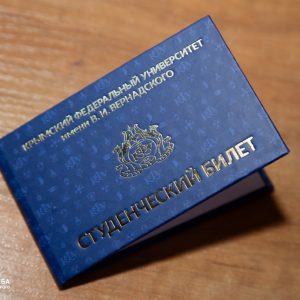 КРЫМСКИЙ ФЕДЕРАЛЬНЫЙ УНИВЕРСИТЕТ
ИМЕНИ В. И. ВЕРНАДСКОГО
СТУДЕНЧЕСКИЙ БИЛЕТ